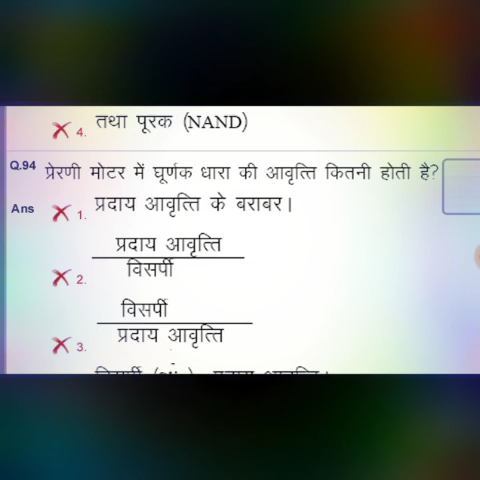 4. तथा पूरक (NAND)
Q.94 प्रेरणी मोटर में घूर्णक धारा की आवृत्ति कितनी होती है?
Ans 1. प्रदाय आवृत्ति के बराबर।
प्रदाय आवृत्ति
2. विसर्पी
विसर्पी
3. प्रदाय आवृत्ति